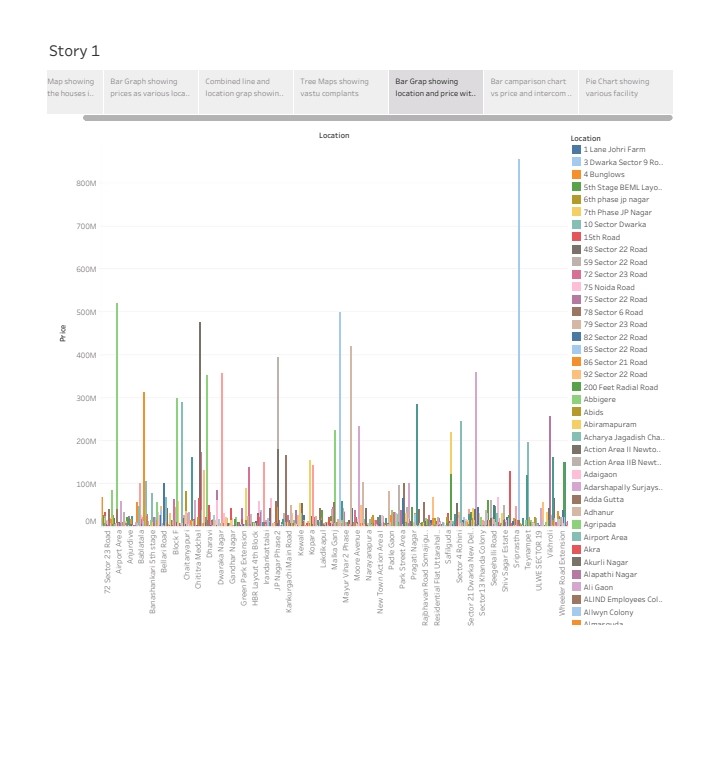 Story 1
Map showing
the houses i..
Bar Graph showing
prices as various loca..
Combined line and
location grap showin..
Tree Maps showing
vastu complants
Bar Grap showing
location and price wit..
Bar camparison chart
vs price and intercom ..
Pie Chart showing
various facility
Location
800M
700M
600M
500M
400M
300M
200M
100M
0M
Price
72 Sector 23 Road
Airport Area
Anjurdive
Babhatna
Banashankari 5th stage
Bellari Road
Block F
Chaitanyapuri
Chititra Medchal
Dharavi
Dwaraka Nagar
Gandhar Nagar
Green Park Extension
HBR Layout 4th Block
JP Nagar Phase 2
Kankurgachi Main Road
Kewale
Kopara
Malka Ganj
Mayur Vihar 2 Phase
Moore Avenue
Narayanpura
New Town Action Area I
Padle Gaon
Park Street Area
Pragati Nagar
Rajbhavan Road Somajigu..
Residential Flat Uttarahal..
Safilguda
Sector 4 Rohini
Sector 21 Dwarka New Del..
Sector13 Khanda Colony
Seegehalli Road
Shiv Sagar Estate
Srinprastha
Teynampet
ULWE SECTOR 19
Vikhroli
Wheeler Road Extension
Location
1 Lane Johri Farm
3 Dwarka Sector 9 Ro..
4 Bunglows
5th Stage BEML Layo..
6th phase jp nagar
7th Phase JP Nagar
10 Sector Dwarka
15th Road
48 Sector 22 Road
59 Sector 22 Road
72 Sector 23 Road
75 Noida Road
75 Sector 22 Road
78 Sector 6 Road
79 Sector 23 Road
82 Sector 22 Road
85 Sector 22 Road
86 Sector 21 Road
92 Sector 22 Road
200 Feet Radial Road
Abbigere
Abids
Abiramapuram
Acharya Jagadish Cha..
Action Area II Newto..
Action Area IIB Newt..
Adaigaon
Adarshapally Surjays..
Adda Gutta
Adhanur
Agripada
Airport Area
Akra
Akurli Nagar
Alapathi Nagar
Ali Gaon
ALIND Employees Col..
Allwyn Colony
Almasguda